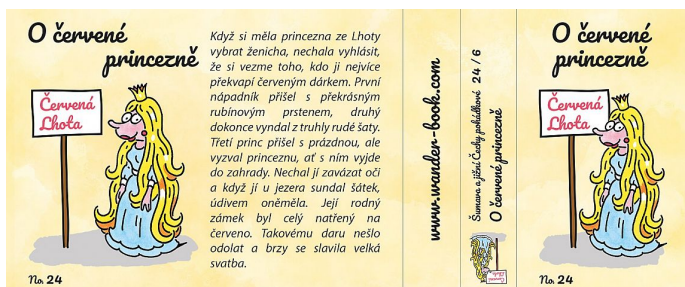 O červené
princezně
Červená
Lhota
No. 24
Když si měla princezna ze Lhoty
vybrat ženicha, nechala vyhlásit,
že si vezme toho, kdo ji nejvíce
překvapí červeným dárkem. První
nápadník přišel s překrásným
rubínovým prstenem, druhý
dokonce vyndal z truhly rudé šaty.
Třetí princ přišel s prázdnou, ale
vyzval princeznu, ať s ním vyjde
do zahrady. Nechal jí zavázat oči
a když jí u jezera sundal šátek,
údivem oněměla. Její rodný
zámek byl celý natřený na
červeno. Takovému daru nešlo
odolat a brzy se slavila velká
svatba.
www.wander-book.com
Šumava a jižní Čechy pohádkové 24 / 6
O červené princezně
Červená
Lhota
O červené
princezně
Červená
Lhota
No. 24